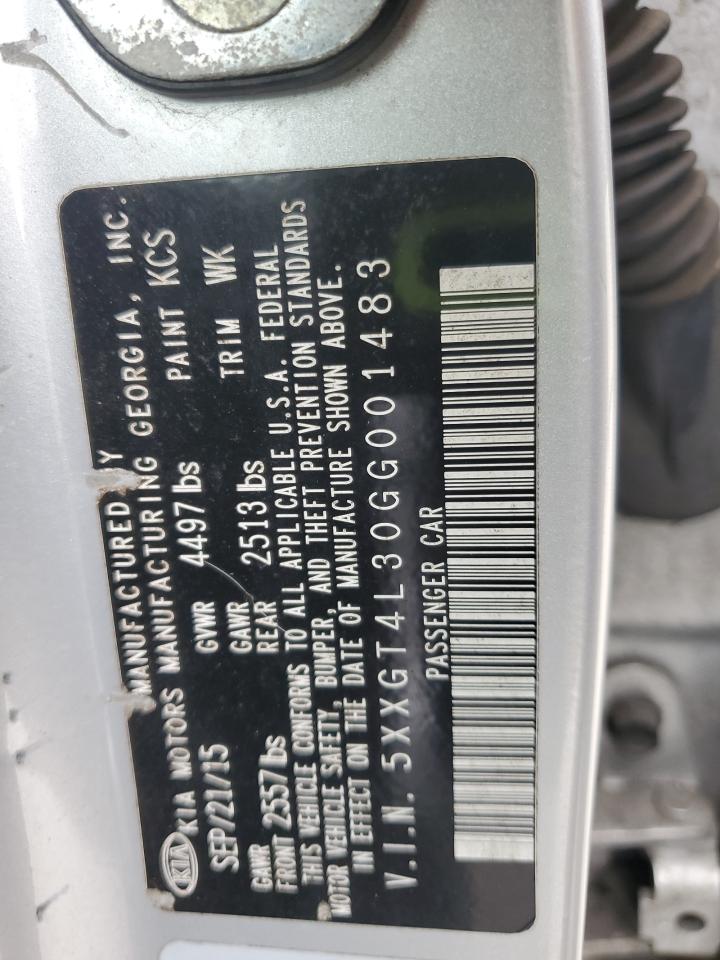 MANUFACTURED BY
KIA KIA MOTORS MANUFACTURING GEORGIA, INC.
SEP/21/15 GVWR 4497 lbs PAINT KCS
GAWR FRONT 2557 lbs GAWR REAR 2513 lbs TRIM WK
THIS VEHICLE CONFORMS TO ALL APPLICABLE U.S.A. FEDERAL
MOTOR VEHICLE SAFETY, BUMPER, AND THEFT PREVENTION STANDARDS
IN EFFECT ON THE DATE OF MANUFACTURE SHOWN ABOVE.
V.I.N. 5XXGT4L30GG001483
PASSENGER CAR